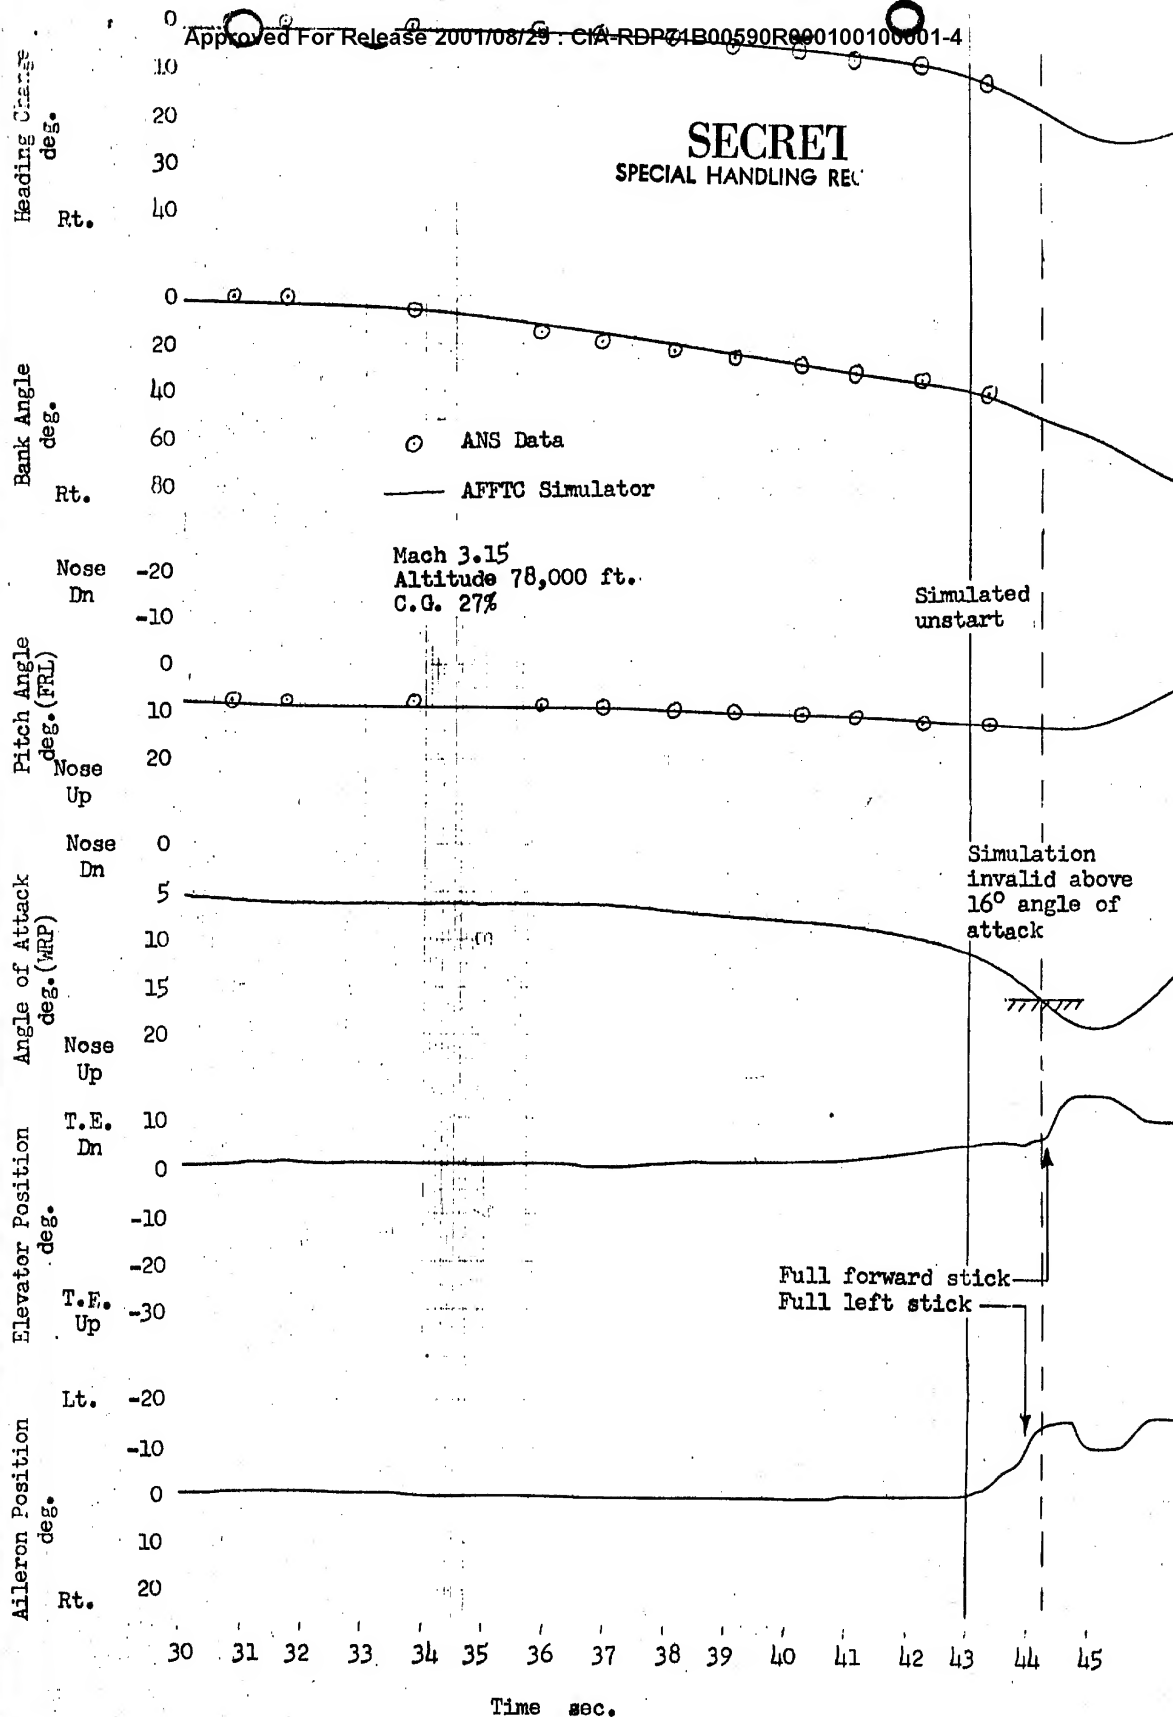 Approved For Release 2001/08/29 : CIA-RDP71B00590R000100100001-4
Heading Change
deg.
0
10
20
30
40
Rt.
SECRET
SPECIAL HANDLING
Bank Angle
deg.
0
20
40
60
80
Rt.
ANS Data
AFFTC Simulator
Mach 3.15
Altitude 78,000 ft.
C.G. 27%
Simulated
unstart
Pitch Angle
deg.(FRL)
Nose
Dn
-20
-10
0
10
20
Nose
Up
Angle of Attack
deg.(WRP)
Nose
Dn
0
5
10
15
20
Nose
Up
Simulation
invalid above
16° angle of
attack
Elevator Position
deg.
T.E.
Dn
10
0
-10
-20
-30
T.E.
Up
Full forward stick
Full left stick
Aileron Position
deg.
Lt.
-20
-10
0
10
20
Rt.
30 31 32 33 34 35 36 37 38 39 40 41 42 43 44 45
Time sec.